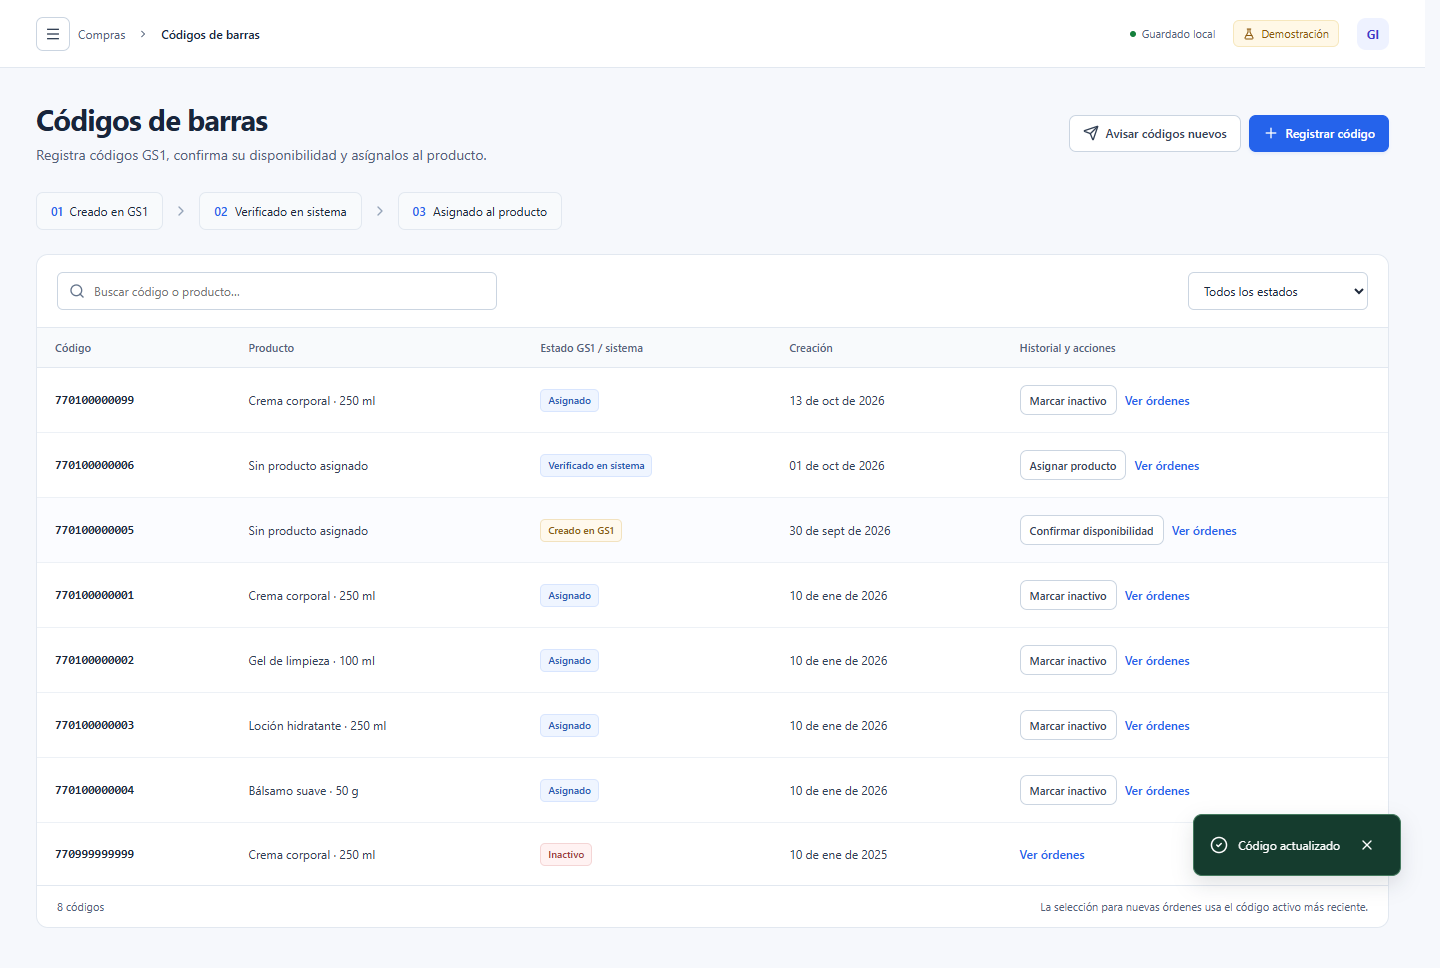 Compras > Códigos de barras
Guardado local
Demostración
GI
Códigos de barras
Registra códigos GS1, confirma su disponibilidad y asígnalos al producto.
Avisar códigos nuevos
+ Registrar código
01 Creado en GS1 > 02 Verificado en sistema > 03 Asignado al producto
Buscar código o producto...
Todos los estados
Código Producto Estado GS1 / sistema Creación Historial y acciones
770100000099 Crema corporal · 250 ml Asignado 13 de oct de 2026 Marcar inactivo Ver órdenes
770100000006 Sin producto asignado Verificado en sistema 01 de oct de 2026 Asignar producto Ver órdenes
770100000005 Sin producto asignado Creado en GS1 30 de sept de 2026 Confirmar disponibilidad Ver órdenes
770100000001 Crema corporal · 250 ml Asignado 10 de ene de 2026 Marcar inactivo Ver órdenes
770100000002 Gel de limpieza · 100 ml Asignado 10 de ene de 2026 Marcar inactivo Ver órdenes
770100000003 Loción hidratante · 250 ml Asignado 10 de ene de 2026 Marcar inactivo Ver órdenes
770100000004 Bálsamo suave · 50 g Asignado 10 de ene de 2026 Marcar inactivo Ver órdenes
770999999999 Crema corporal · 250 ml Inactivo 10 de ene de 2025 Ver órdenes
Código actualizado
8 códigos
La selección para nuevas órdenes usa el código activo más reciente.